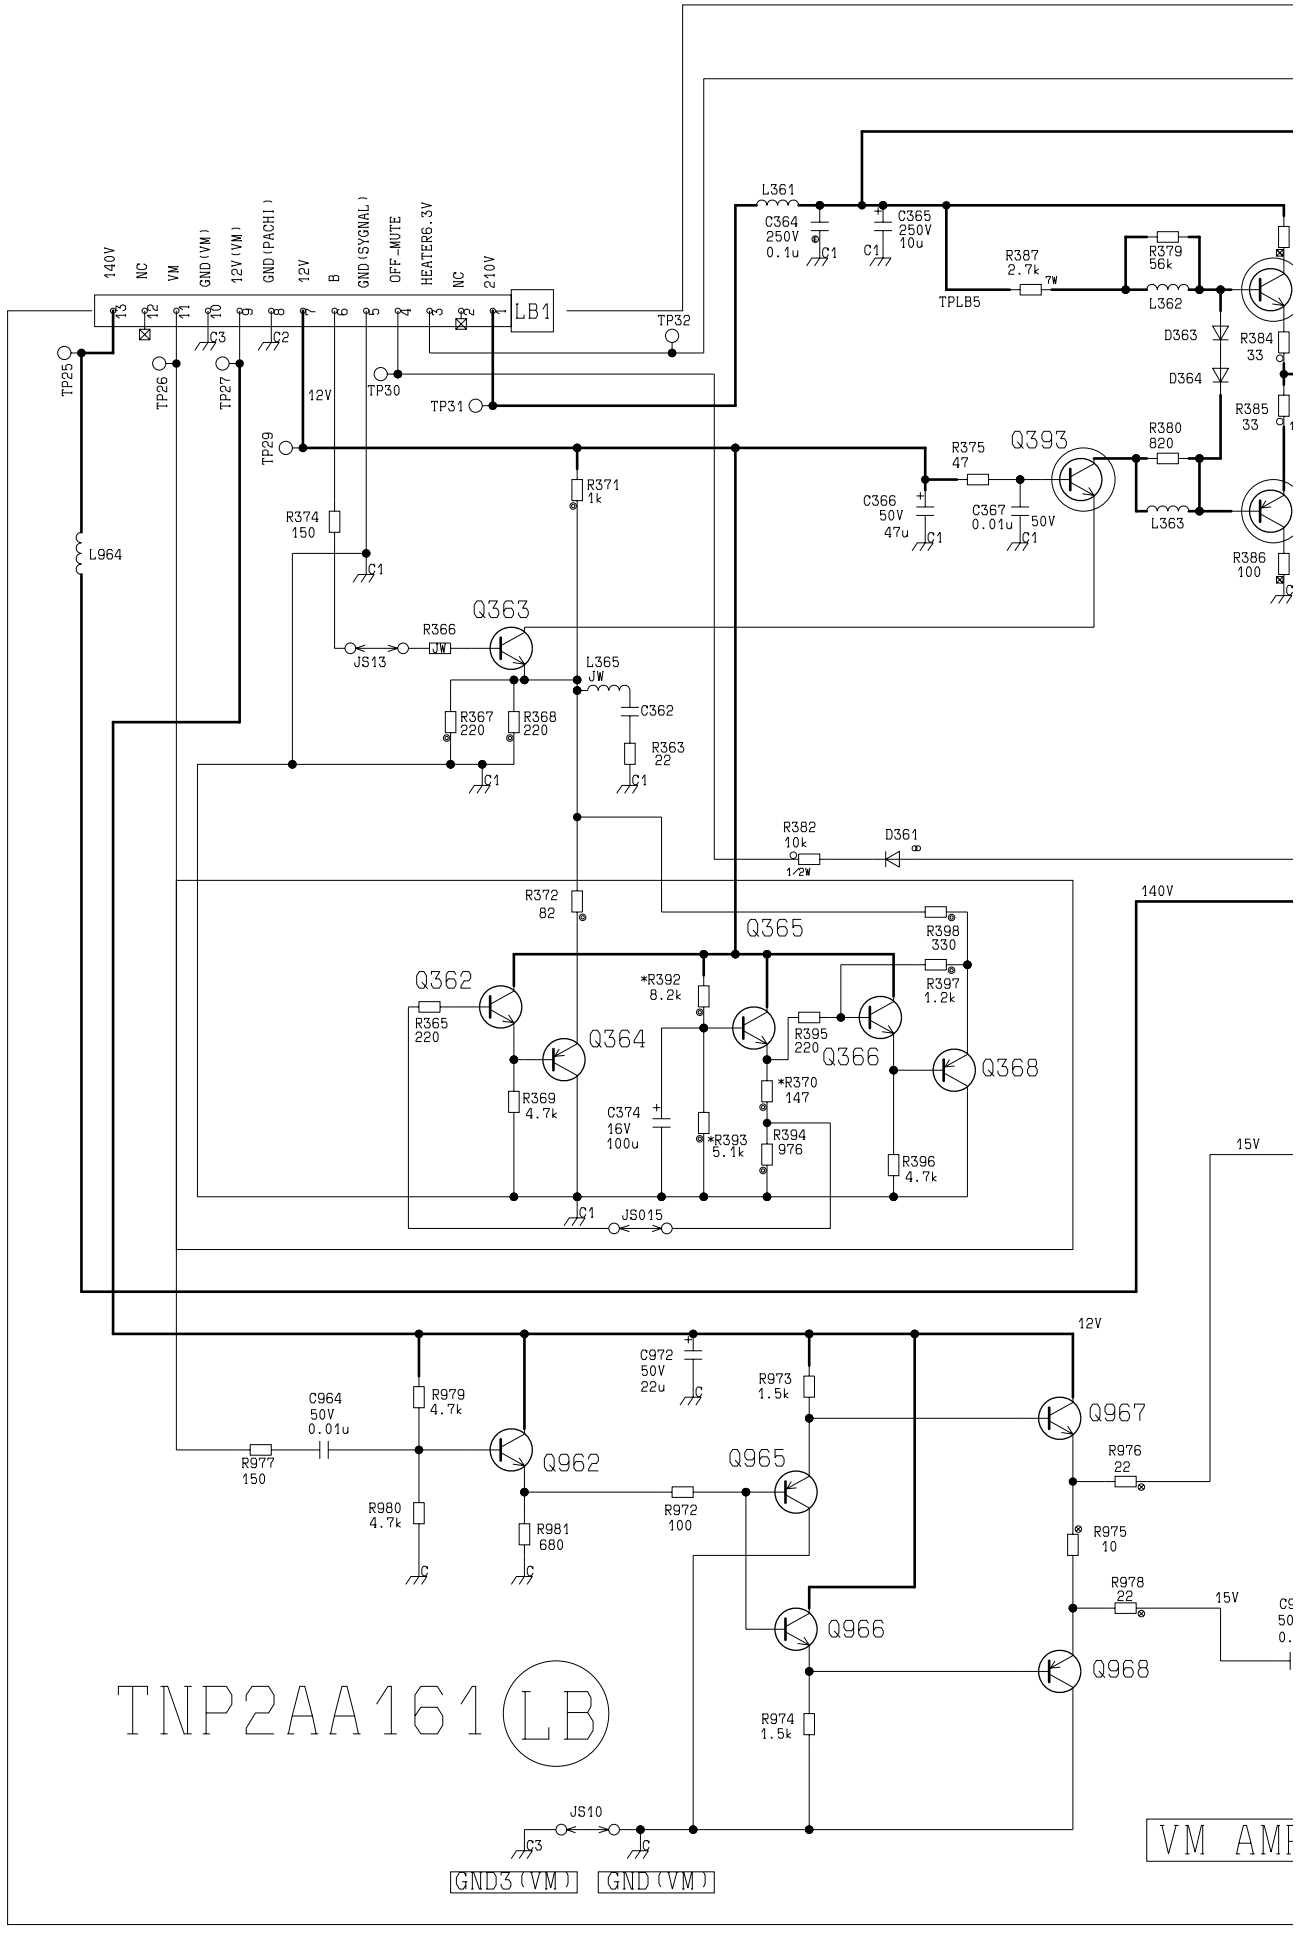 L361
C364
250V
0.1u
C1
C365
250V
10u
C1
R387
2.7k
7W
TPLB5
R379
56k
L362
D363
D364
R384
33
R385
33
R380
820
L363
R386
100
140V
NC
VM
GND(VM)
12V(VM)
GND(PACHI)
12V
B
GND(SYGNAL)
OFF-MUTE
HEATER6.3V
NC
210V
13
12
11
10
9
8
7
6
5
4
3
2
1
LB1
C3
C2
TP25
TP26
TP27
TP29
TP30
TP31
TP32
12V
R371
1k
R375
47
Q393
C366
50V
47u
C1
C367
0.01u
50V
C1
R374
150
C1
L964
Q363
R366
JW
JS13
L365
JW
R367
220
R368
220
C362
R363
22
C1
C1
R382
10k
1/2W
D361
140V
R372
82
Q365
R398
330
R397
1.2k
Q362
R365
220
*R392
8.2k
Q364
R395
220
Q366
Q368
R369
4.7k
C374
16V
100u
*R370
147
*R393
5.1k
R394
976
R396
4.7k
C1
JS015
15V
12V
C964
50V
0.01u
R979
4.7k
C972
50V
22u
C
R973
1.5k
Q967
R977
150
Q962
Q965
R976
22
R980
4.7k
C
R981
680
C
R972
100
R975
10
R978
22
15V
Q966
Q968
R974
1.5k
TNP2AA161
LB
JS10
C3
C
GND3(VM)
GND(VM)
VM AM